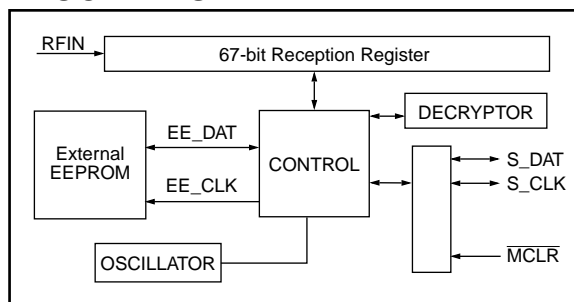 RFIN
67-bit Reception Register
DECRYPTOR
EE_DAT
External
EEPROM
CONTROL
S_DAT
S_CLK
EE_CLK
MCLR
OSCILLATOR